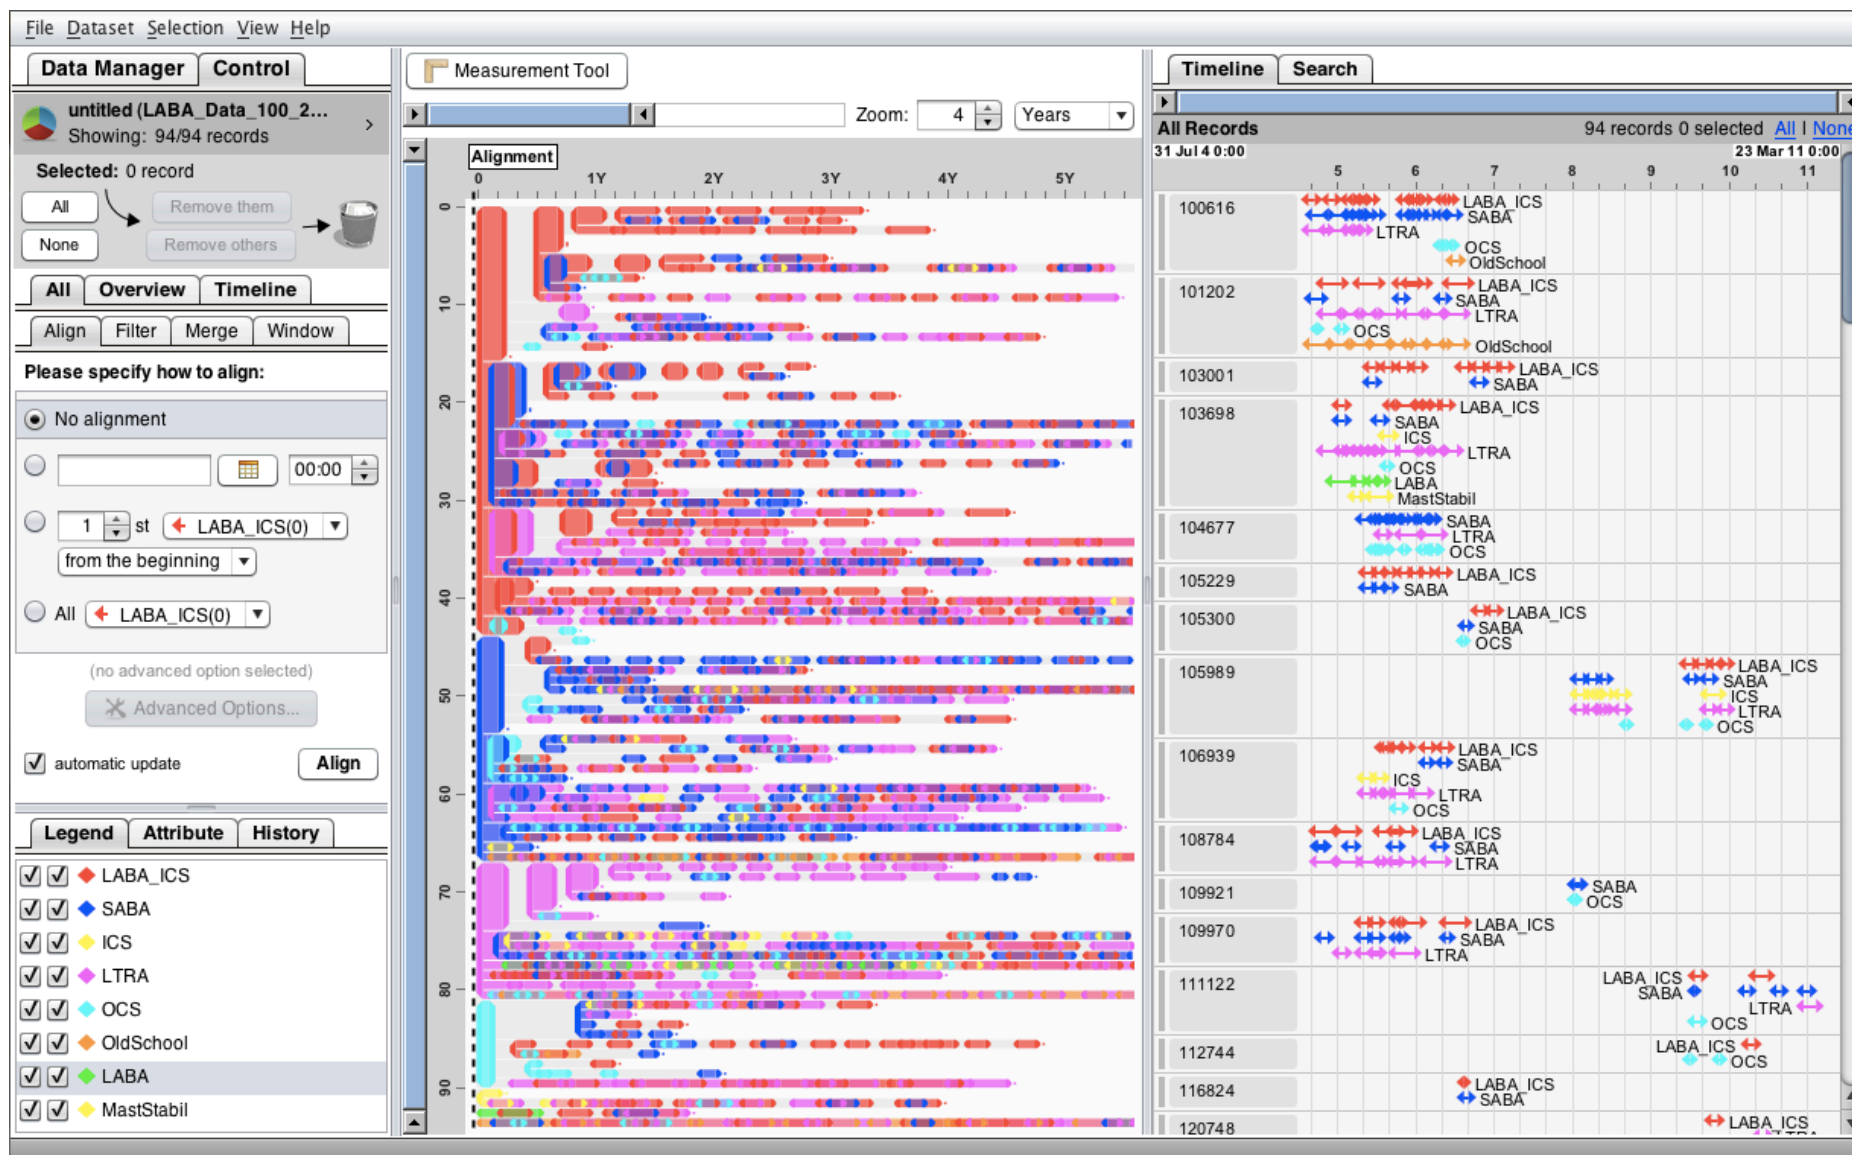 File Dataset Selection View Help
Data Manager Control
untitled (LABA_Data_100_2...
Showing: 94/94 records
Selected: 0 record
All Remove them
None Remove others
All Overview Timeline
Align Filter Merge Window
Please specify how to align:
No alignment
00:00
1 st LABA_ICS(0)
from the beginning
All LABA_ICS(0)
(no advanced option selected)
Advanced Options...
automatic update Align
Legend Attribute History
LABA_ICS
SABA
ICS
LTRA
OCS
OldSchool
LABA
MastStabil
Measurement Tool
Zoom: 4 Years
Alignment
0 1Y 2Y 3Y 4Y 5Y
0
10
20
30
40
50
60
70
80
90
Timeline Search
All Records 94 records 0 selected All I None
31 Jul 4 0:00 23 Mar 11 0:00
5 6 7 8 9 10 11
100616 LABA_ICS
SABA
LTRA
OCS
OldSchool
101202 LABA_ICS
SABA
LTRA
OCS
OldSchool
103001 LABA_ICS
SABA
103698 LABA_ICS
SABA
ICS
LTRA
OCS
LABA
MastStabil
104677 SABA
LTRA
OCS
105229 LABA_ICS
SABA
105300 LABA_ICS
SABA
OCS
105989 LABA_ICS
SABA
ICS
LTRA
OCS
106939 LABA_ICS
SABA
ICS
LTRA
OCS
108784 LABA_ICS
SABA
LTRA
109921 SABA
OCS
109970 LABA_ICS
SABA
LTRA
111122 LABA_ICS
SABA
LTRA
OCS
112744 LABA_ICS
OCS
116824 LABA_ICS
SABA
120748 LABA_ICS